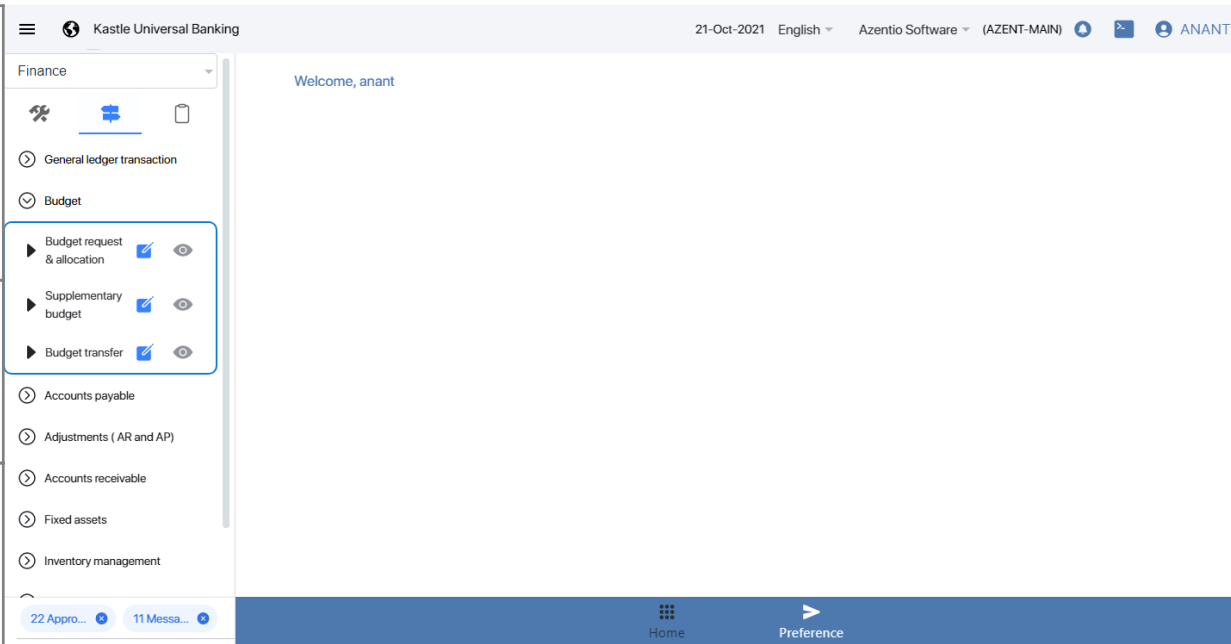 Kastle Universal Banking
21-Oct-2021 English Azentio Software (AZENT-MAIN) ANANT
Finance
Welcome, anant
General ledger transaction
Budget
Budget request
& allocation
Supplementary
budget
Budget transfer
Accounts payable
Adjustments ( AR and AP)
Accounts receivable
Fixed assets
Inventory management
22 Appro... 11 Messa...
Home
Preference